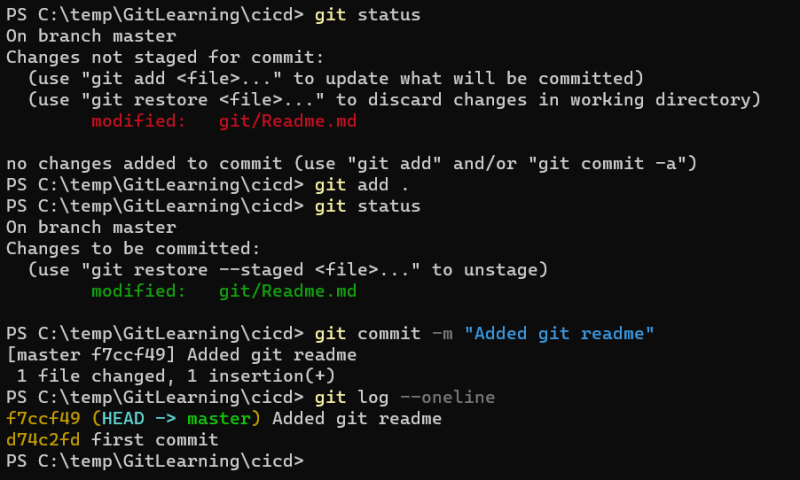 PS C:\temp\GitLearning\cicd> git status
On branch master
Changes not staged for commit:
  (use "git add <file>..." to update what will be committed)
  (use "git restore <file>..." to discard changes in working directory)
        modified:   git/Readme.md

no changes added to commit (use "git add" and/or "git commit -a")
PS C:\temp\GitLearning\cicd> git add .
PS C:\temp\GitLearning\cicd> git status
On branch master
Changes to be committed:
  (use "git restore --staged <file>..." to unstage)
        modified:   git/Readme.md

PS C:\temp\GitLearning\cicd> git commit -m "Added git readme"
[master f7ccf49] Added git readme
 1 file changed, 1 insertion(+)
PS C:\temp\GitLearning\cicd> git log --oneline
f7ccf49 (HEAD -> master) Added git readme
d74c2fd first commit
PS C:\temp\GitLearning\cicd>